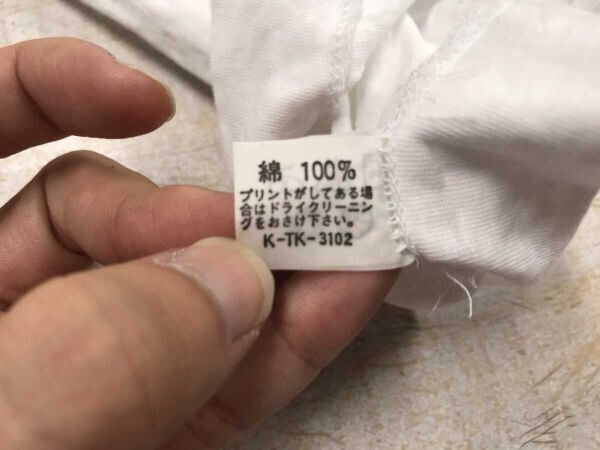 綿 100%
プリントがしてある場
合はドライクリーニン
グをおさけ下さい。
K-TK-3102